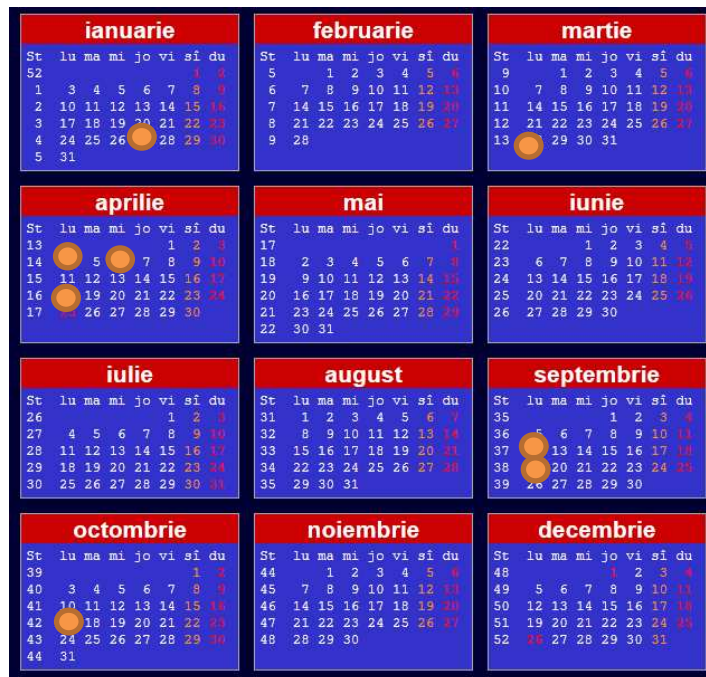 ianuarie
St lu ma mi jo vi sî du
52 1 2
1 3 4 5 6 7 8 9
2 10 11 12 13 14 15 16
3 17 18 19 20 21 22 23
4 24 25 26 28 29 30
5 31
februarie
St lu ma mi jo vi sî du
5 1 2 3 4 5 6
6 7 8 9 10 11 12 13
7 14 15 16 17 18 19 20
8 21 22 23 24 25 26 27
9 28
martie
St lu ma mi jo vi sî du
9 1 2 3 4 5 6
10 7 8 9 10 11 12 13
11 14 15 16 17 18 19 20
12 21 22 23 24 25 26 27
13 29 30 31
aprilie
St lu ma mi jo vi sî du
13 1 2 3
14 5 7 8 9 10
15 11 12 13 14 15 16 17
16 19 20 21 22 23 24
17 25 26 27 28 29 30
mai
St lu ma mi jo vi sî du
17 1
18 2 3 4 5 6 7 8
19 9 10 11 12 13 14 15
20 16 17 18 19 20 21 22
21 23 24 25 26 27 28 29
22 30 31
iunie
St lu ma mi jo vi sî du
22 1 2 3 4 5
23 6 7 8 9 10 11 12
24 13 14 15 16 17 18 19
25 20 21 22 23 24 25 26
26 27 28 29 30
iulie
St lu ma mi jo vi sî du
26 1 2 3
27 4 5 6 7 8 9 10
28 11 12 13 14 15 16 17
29 18 19 20 21 22 23 24
30 25 26 27 28 29 30 31
august
St lu ma mi jo vi sî du
31 1 2 3 4 5 6 7
32 8 9 10 11 12 13 14
33 15 16 17 18 19 20 21
34 22 23 24 25 26 27 28
35 29 30 31
septembrie
St lu ma mi jo vi sî du
35 1 2 3 4
36 5 6 7 8 9 10 11
37 13 14 15 16 17 18
38 20 21 22 23 24 25
39 26 27 28 29 30
octombrie
St lu ma mi jo vi sî du
39 1 2
40 3 4 5 6 7 8 9
41 10 11 12 13 14 15 16
42 18 19 20 21 22 23
43 24 25 26 27 28 29 30
44 31
noiembrie
St lu ma mi jo vi sî du
44 1 2 3 4 5 6
45 7 8 9 10 11 12 13
46 14 15 16 17 18 19 20
47 21 22 23 24 25 26 27
48 28 29 30
decembrie
St lu ma mi jo vi sî du
48 1 2 3 4
49 5 6 7 8 9 10 11
50 12 13 14 15 16 17 18
51 19 20 21 22 23 24 25
52 26 27 28 29 30 31